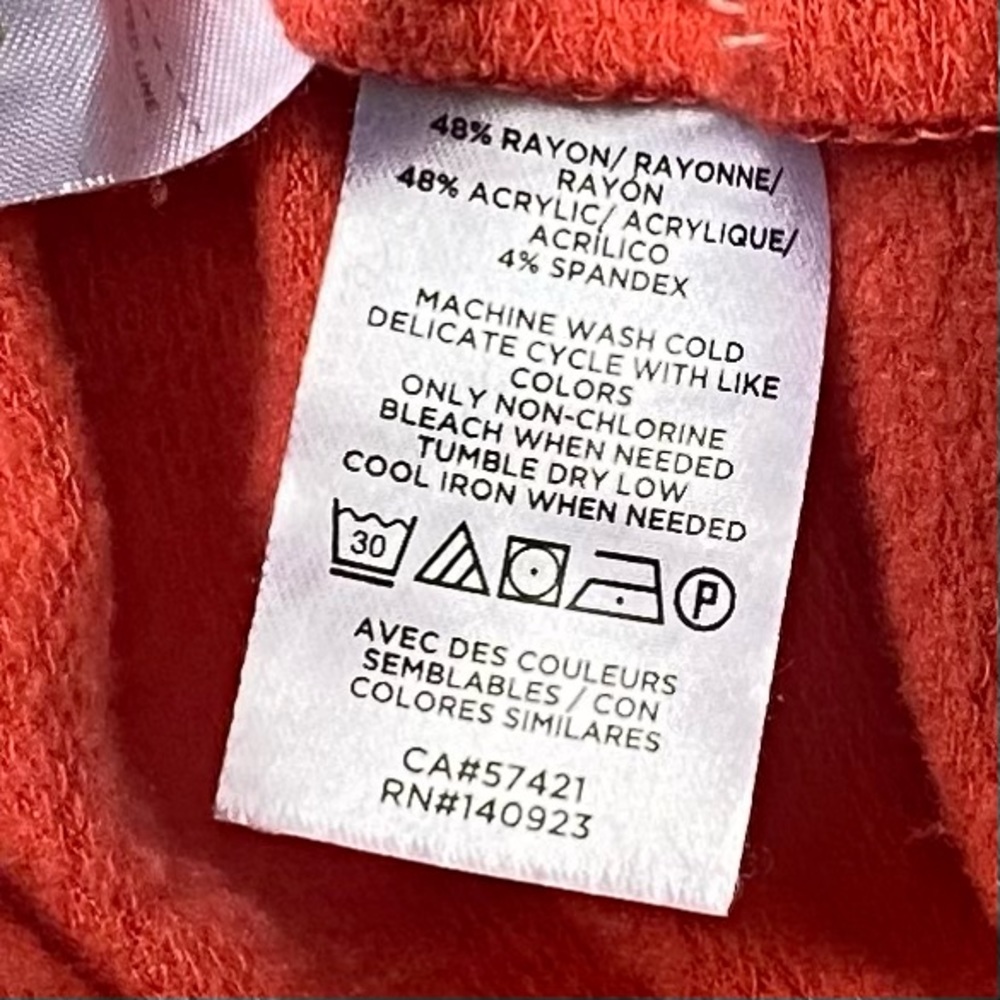 48% RAYON/ RAYONNE/
RAYÓN
48% ACRYLIC/ ACRYLIQUE/
ACRÍLICO
4% SPANDEX
MACHINE WASH COLD
DELICATE CYCLE WITH LIKE
COLORS
ONLY NON-CHLORINE
BLEACH WHEN NEEDED
TUMBLE DRY LOW
COOL IRON WHEN NEEDED
30 P
AVEC DES COULEURS
SEMBLABLES / CON
COLORES SIMILARES
CA#57421
RN#140923